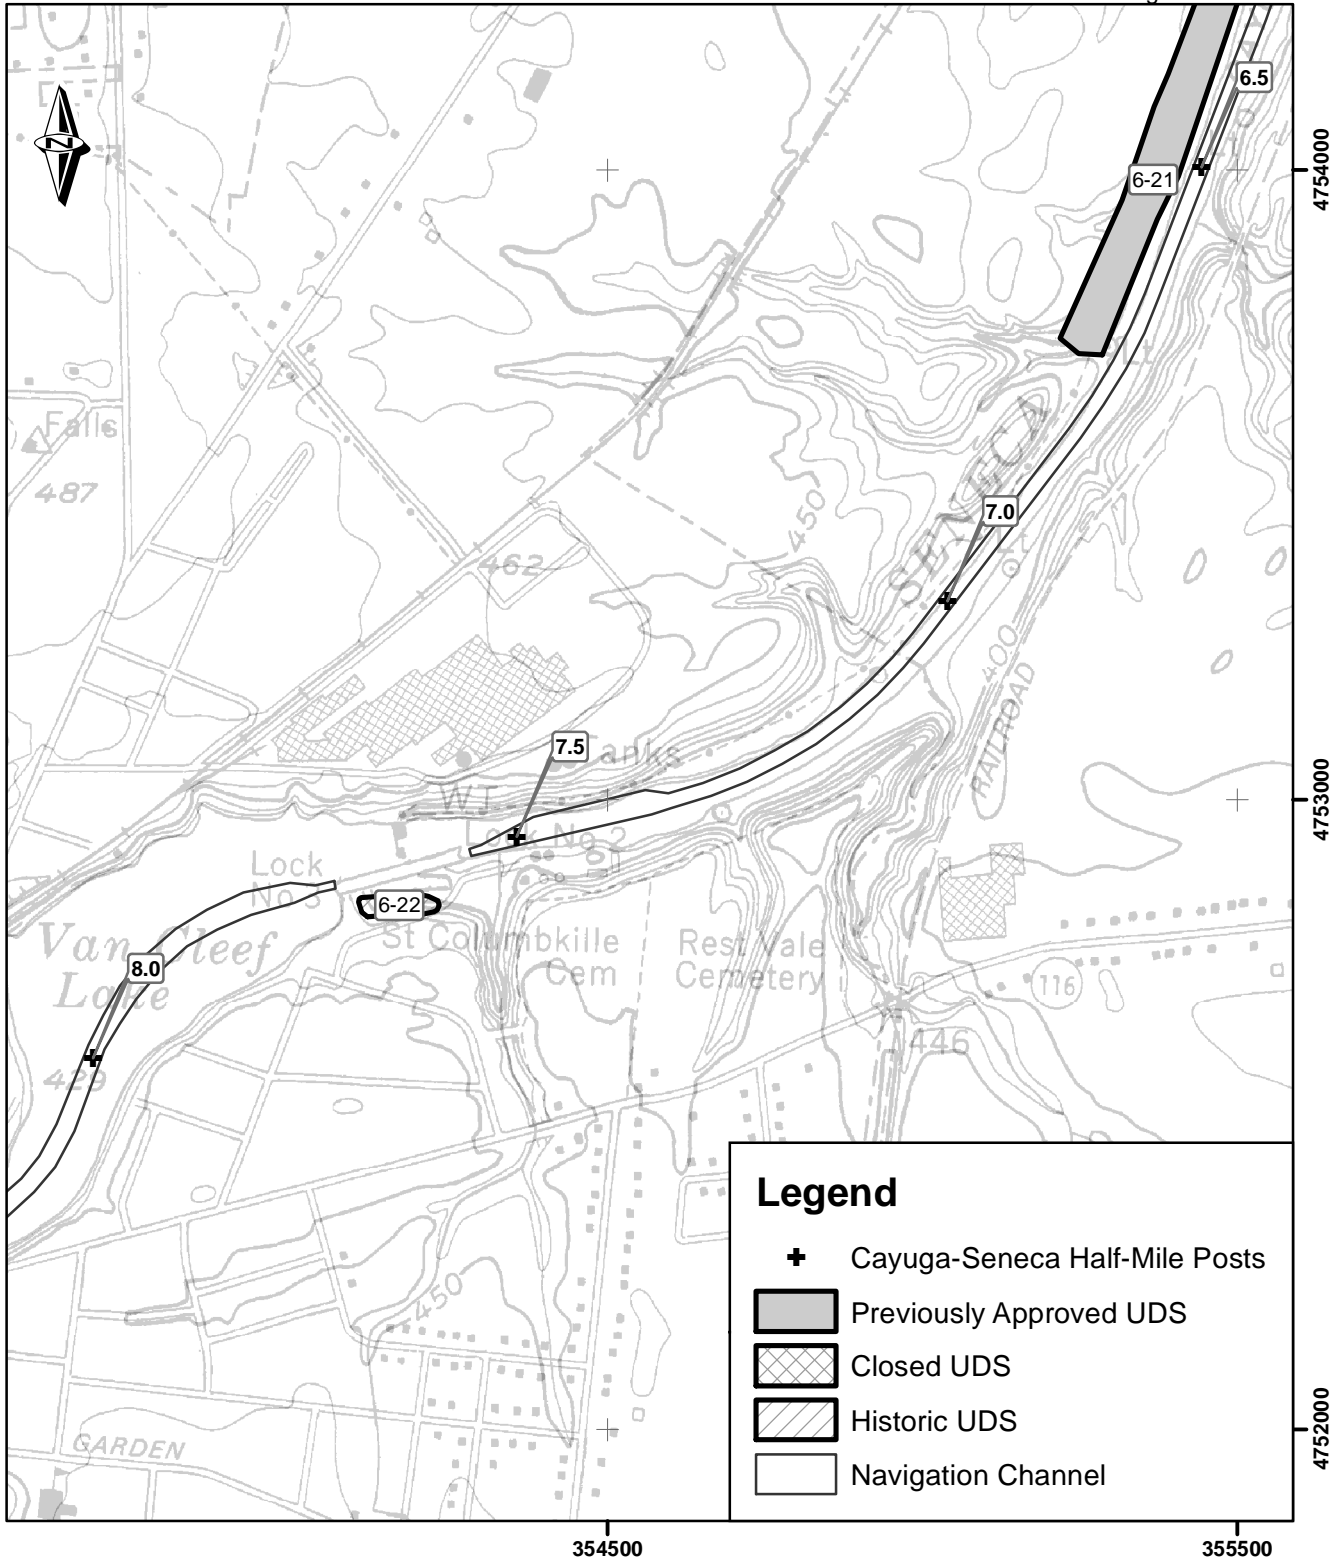 6.5
N
4754000
6-21
Lt
Falls
487
SENECA
450
7.0
Lt
462
400
RAILROAD
7.5
Tanks
WT
4753000
Lock No 2
Lock
No 3
6-22
Van Cleef
Lake
St Columbkille
Cem
Rest Vale
Cemetery
8.0
116
446
429
450
GARDEN
Legend
Cayuga-Seneca Half-Mile Posts
Previously Approved UDS
Closed UDS
Historic UDS
Navigation Channel
4752000
354500
355500